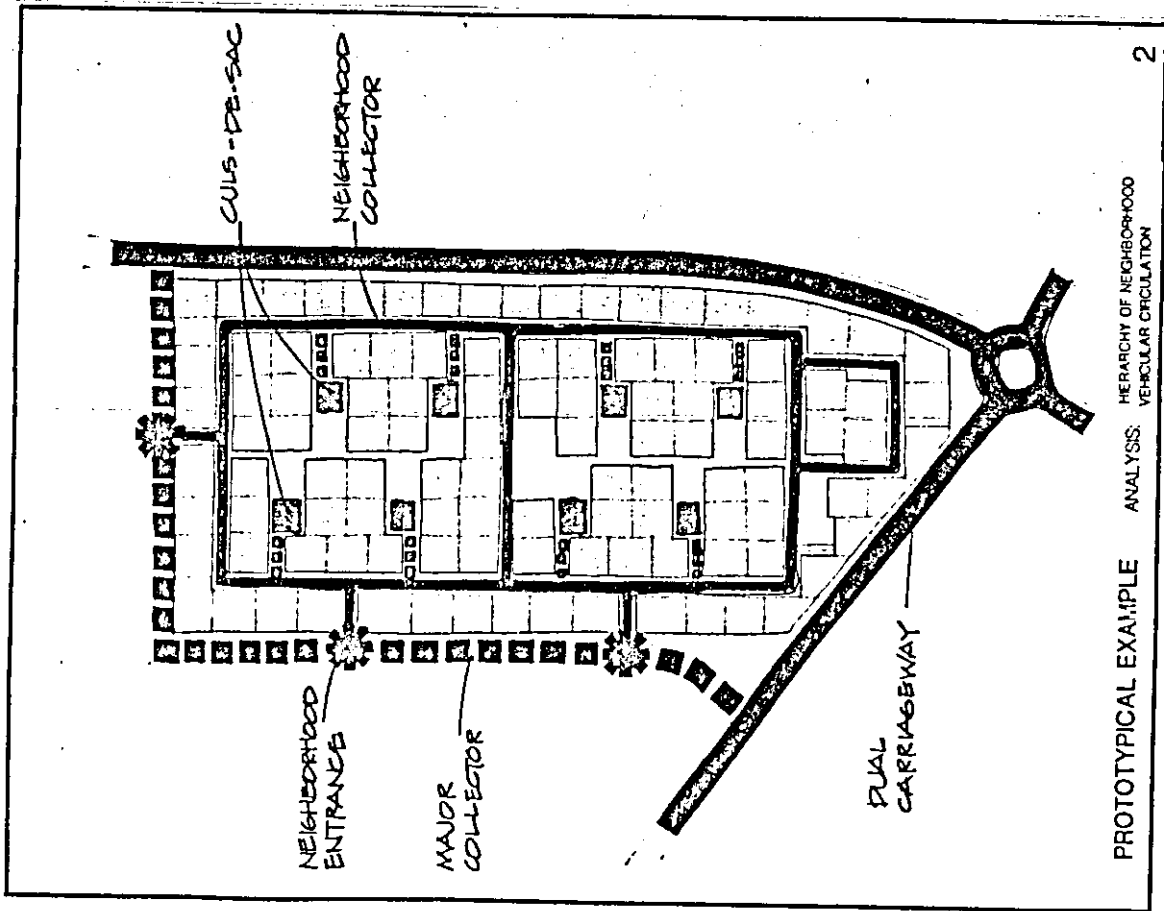 CULS-DE-SAC
NEIGHBORHOOD
COLLECTOR
NEIGHBORHOOD
ENTRANCE
MAJOR
COLLECTOR
DUAL
CARRIAGEWAY
PROTOTYPICAL EXAMPLE
ANALYSIS:
HIERARCHY OF NEIGHBORHOOD
VEHICULAR CIRCULATION
2